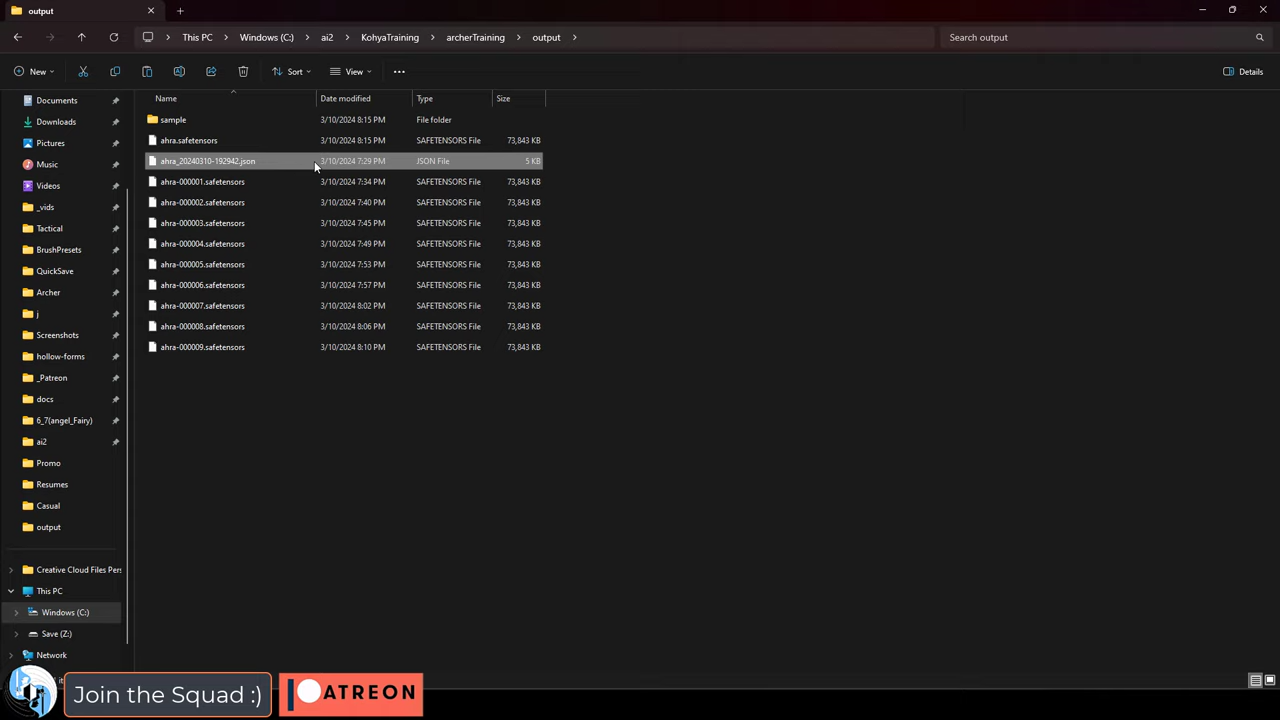 output
This PC
Windows (C:)
ai2
KohyaTraining
archerTraining
output
Search output
New
Sort
View
Details
Name
Date modified
Type
Size
sample 3/10/2024 8:15 PM File folder
ahra.safetensors 3/10/2024 8:15 PM SAFETENSORS File 73,843 KB
ahra_20240310-192942.json 3/10/2024 7:29 PM JSON File 5 KB
ahra-000001.safetensors 3/10/2024 7:34 PM SAFETENSORS File 73,843 KB
ahra-000002.safetensors 3/10/2024 7:40 PM SAFETENSORS File 73,843 KB
ahra-000003.safetensors 3/10/2024 7:45 PM SAFETENSORS File 73,843 KB
ahra-000004.safetensors 3/10/2024 7:49 PM SAFETENSORS File 73,843 KB
ahra-000005.safetensors 3/10/2024 7:53 PM SAFETENSORS File 73,843 KB
ahra-000006.safetensors 3/10/2024 7:57 PM SAFETENSORS File 73,843 KB
ahra-000007.safetensors 3/10/2024 8:02 PM SAFETENSORS File 73,843 KB
ahra-000008.safetensors 3/10/2024 8:06 PM SAFETENSORS File 73,843 KB
ahra-000009.safetensors 3/10/2024 8:10 PM SAFETENSORS File 73,843 KB
Documents
Downloads
Pictures
Music
Videos
_vids
Tactical
BrushPresets
QuickSave
Archer
j
Screenshots
hollow-forms
_Patreon
docs
6_7(angel_Fairy)
ai2
Promo
Resumes
Casual
output
Creative Cloud Files Pers
This PC
Windows (C:)
Save (Z:)
Network
Join the Squad :)
PATREON